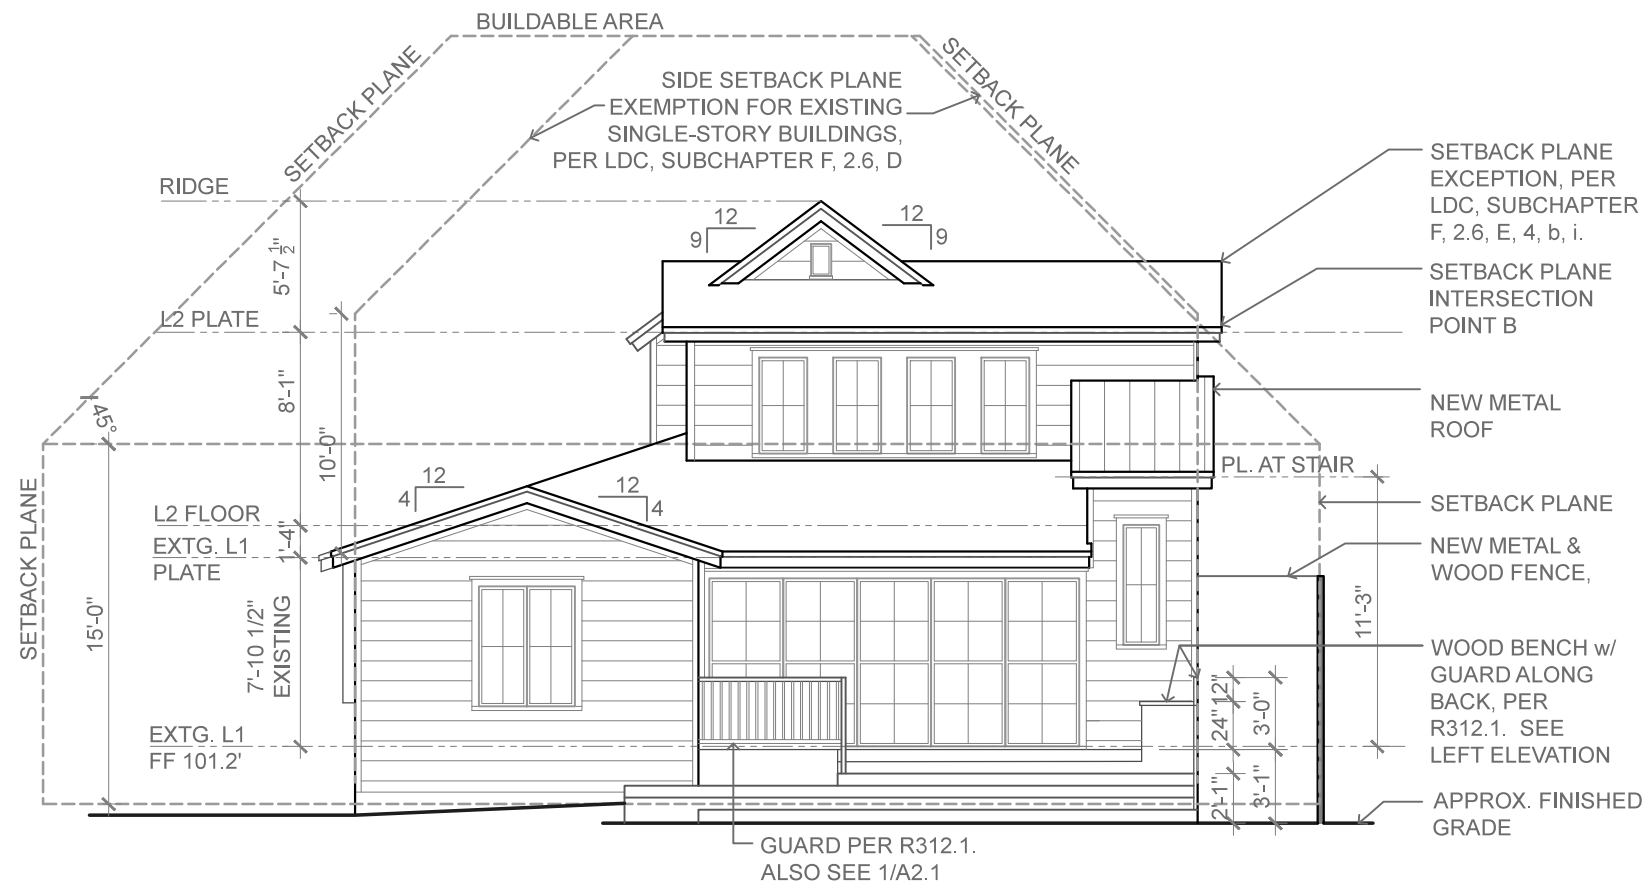 BUILDABLE AREA
SETBACK PLANE
SIDE SETBACK PLANE
EXEMPTION FOR EXISTING
SINGLE-STORY BUILDINGS,
PER LDC, SUBCHAPTER F, 2.6, D
SETBACK PLANE
SETBACK PLANE
EXCEPTION, PER
LDC, SUBCHAPTER
F, 2.6, E, 4, b, i.
RIDGE
12
9
12
9
5'-7 1/2"
SETBACK PLANE
INTERSECTION
POINT B
L2 PLATE
8'-1"
45°
10'-0"
NEW METAL
ROOF
PL. AT STAIR
12
4
12
4
SETBACK PLANE
L2 FLOOR
1'-4"
EXTG. L1
PLATE
NEW METAL &
WOOD FENCE,
SETBACK PLANE
15'-0"
7'-10 1/2"
EXISTING
11'-3"
WOOD BENCH w/
GUARD ALONG
BACK, PER
R312.1. SEE
LEFT ELEVATION
12"
24"
3'-0"
EXTG. L1
FF 101.2'
2'-1"
3'-1"
APPROX. FINISHED
GRADE
GUARD PER R312.1.
ALSO SEE 1/A2.1